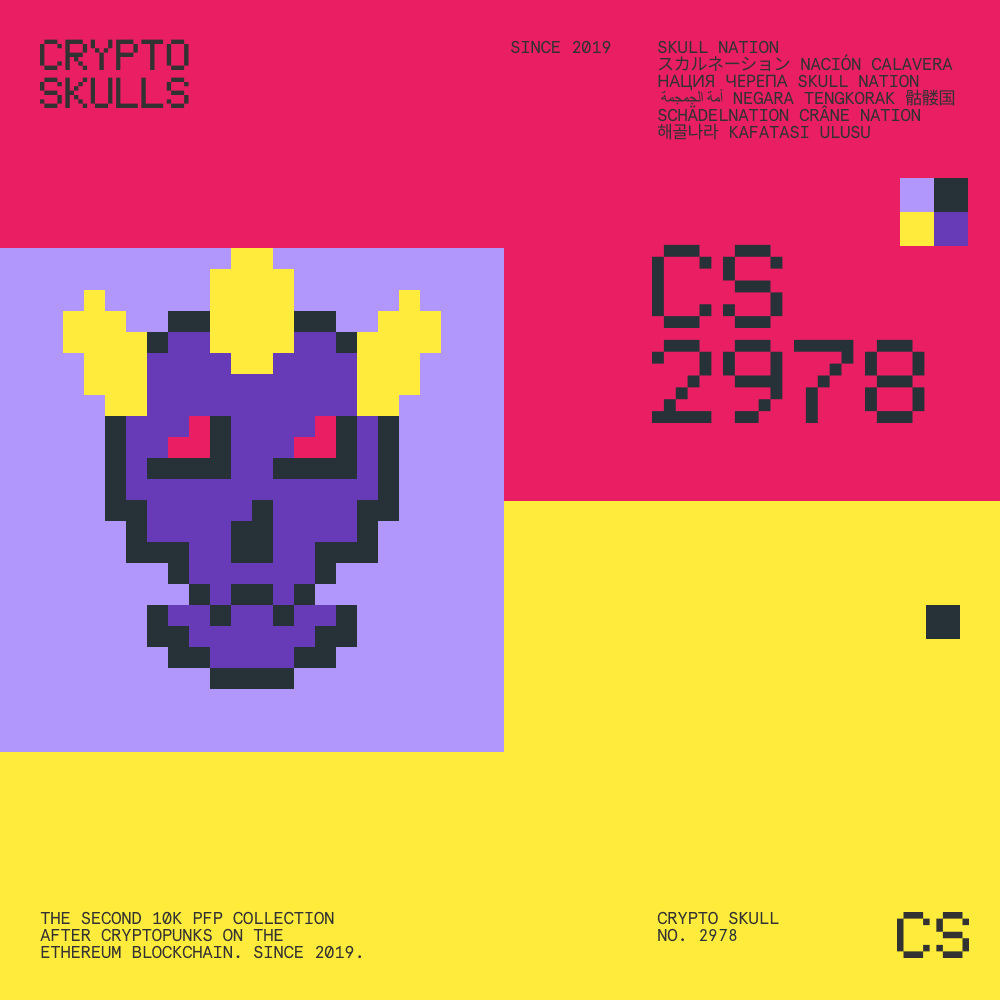 CRYPTO
SKULLS
SINCE 2019
SKULL NATION
スカルネーション NACIÓN CALAVERA
НАЦИЯ ЧЕРЕПА SKULL NATION
أمة الجمجمة NEGARA TENGKORAK 骷髅国
SCHÄDELNATION CRÂNE NATION
해골나라 KAFATASI ULUSU
CS
2978
THE SECOND 10K PFP COLLECTION
AFTER CRYPTOPUNKS ON THE
ETHEREUM BLOCKCHAIN. SINCE 2019.
CRYPTO SKULL
NO. 2978
CS